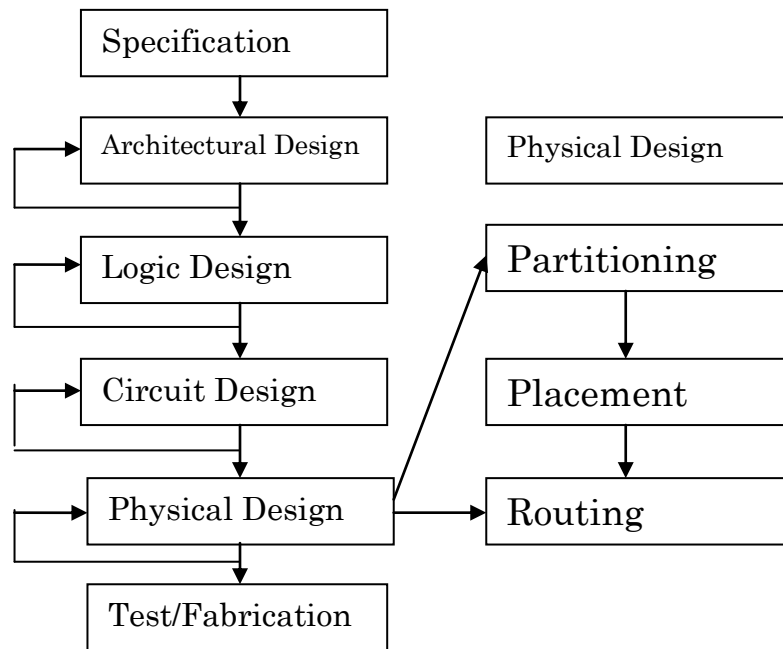 Specification
Architectural Design
Logic Design
Circuit Design
Physical Design
Test/Fabrication
Physical Design
Partitioning
Placement
Routing